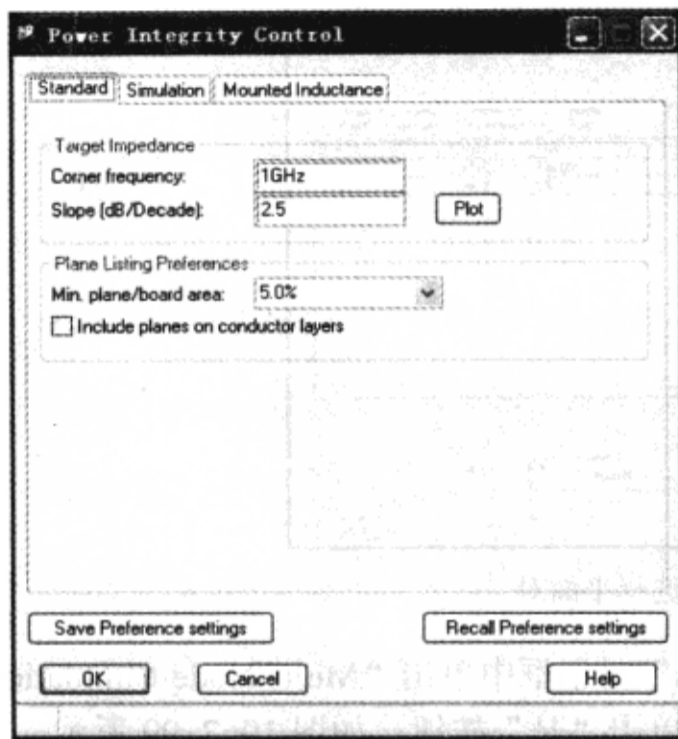 Power Integrity Control
Standard Simulation Mounted Inductance
Target Impedance
Corner frequency: 1GHz
Slope (dB/Decade): 2.5 Plot
Plane Listing Preferences
Min. plane/board area: 5.0%
Include planes on conductor layers
Save Preference settings Recall Preference settings
OK Cancel Help